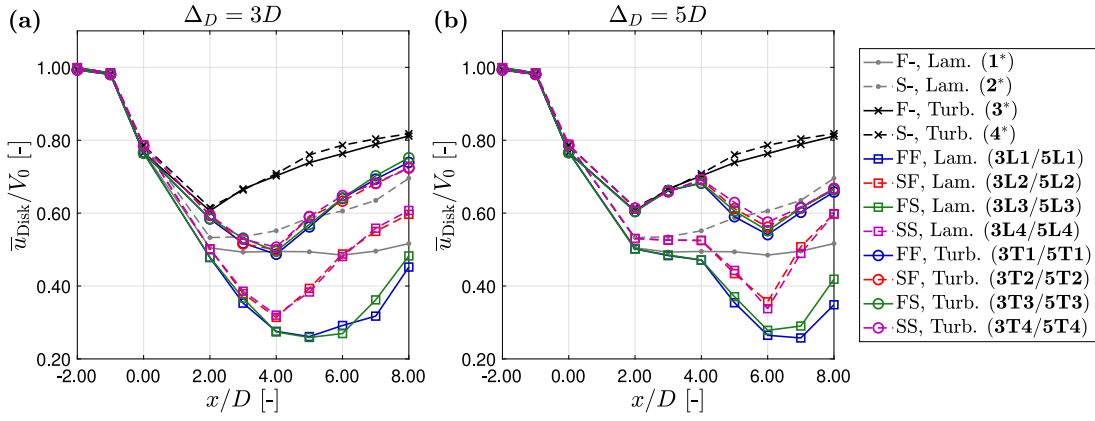 (a)
Δ_D = 3D
1.00
0.80
0.60
0.40
0.20
u̅_Disk/V_0 [-]
-2.00 0.00 2.00 4.00 6.00 8.00
x/D [-]
(b)
Δ_D = 5D
1.00
0.80
0.60
0.40
0.20
u̅_Disk/V_0 [-]
-2.00 0.00 2.00 4.00 6.00 8.00
x/D [-]
F-, Lam. (1*)
S-, Lam. (2*)
F-, Turb. (3*)
S-, Turb. (4*)
FF, Lam. (3L1/5L1)
SF, Lam. (3L2/5L2)
FS, Lam. (3L3/5L3)
SS, Lam. (3L4/5L4)
FF, Turb. (3T1/5T1)
SF, Turb. (3T2/5T2)
FS, Turb. (3T3/5T3)
SS, Turb. (3T4/5T4)